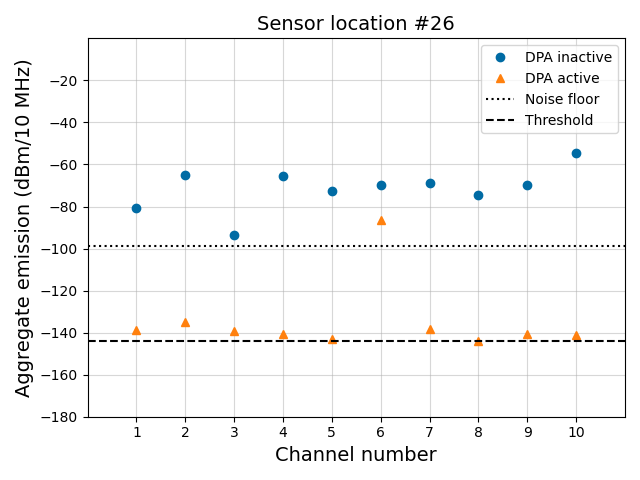 Sensor location #26
DPA inactive
DPA active
Noise floor
Threshold
Aggregate emission (dBm/10 MHz)
−20
−40
−60
−80
−100
−120
−140
−160
−180
1 2 3 4 5 6 7 8 9 10
Channel number